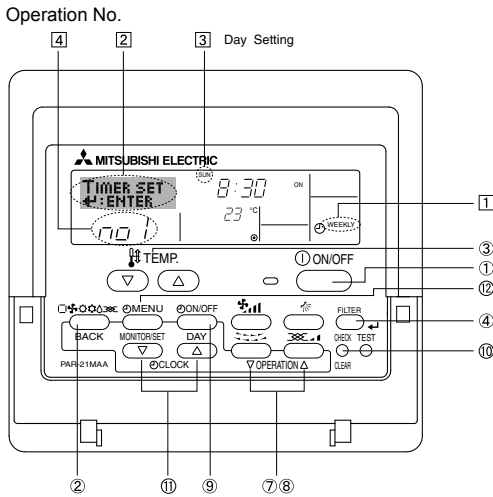 Operation No.
4 2 3 Day Setting
MITSUBISHI ELECTRIC
TIMER SET
↵:ENTER
SUN
8:30
ON
23 °C
no 1
WEEKLY
1
TEMP.
ON/OFF
③
①
⑫
MENU
ON/OFF
FILTER
④
BACK
MONITOR/SET
DAY
CHECK TEST
⑩
PAR-21MAA
CLOCK
▽ OPERATION △
CLEAR
② ⑪ ⑨ ⑦⑧